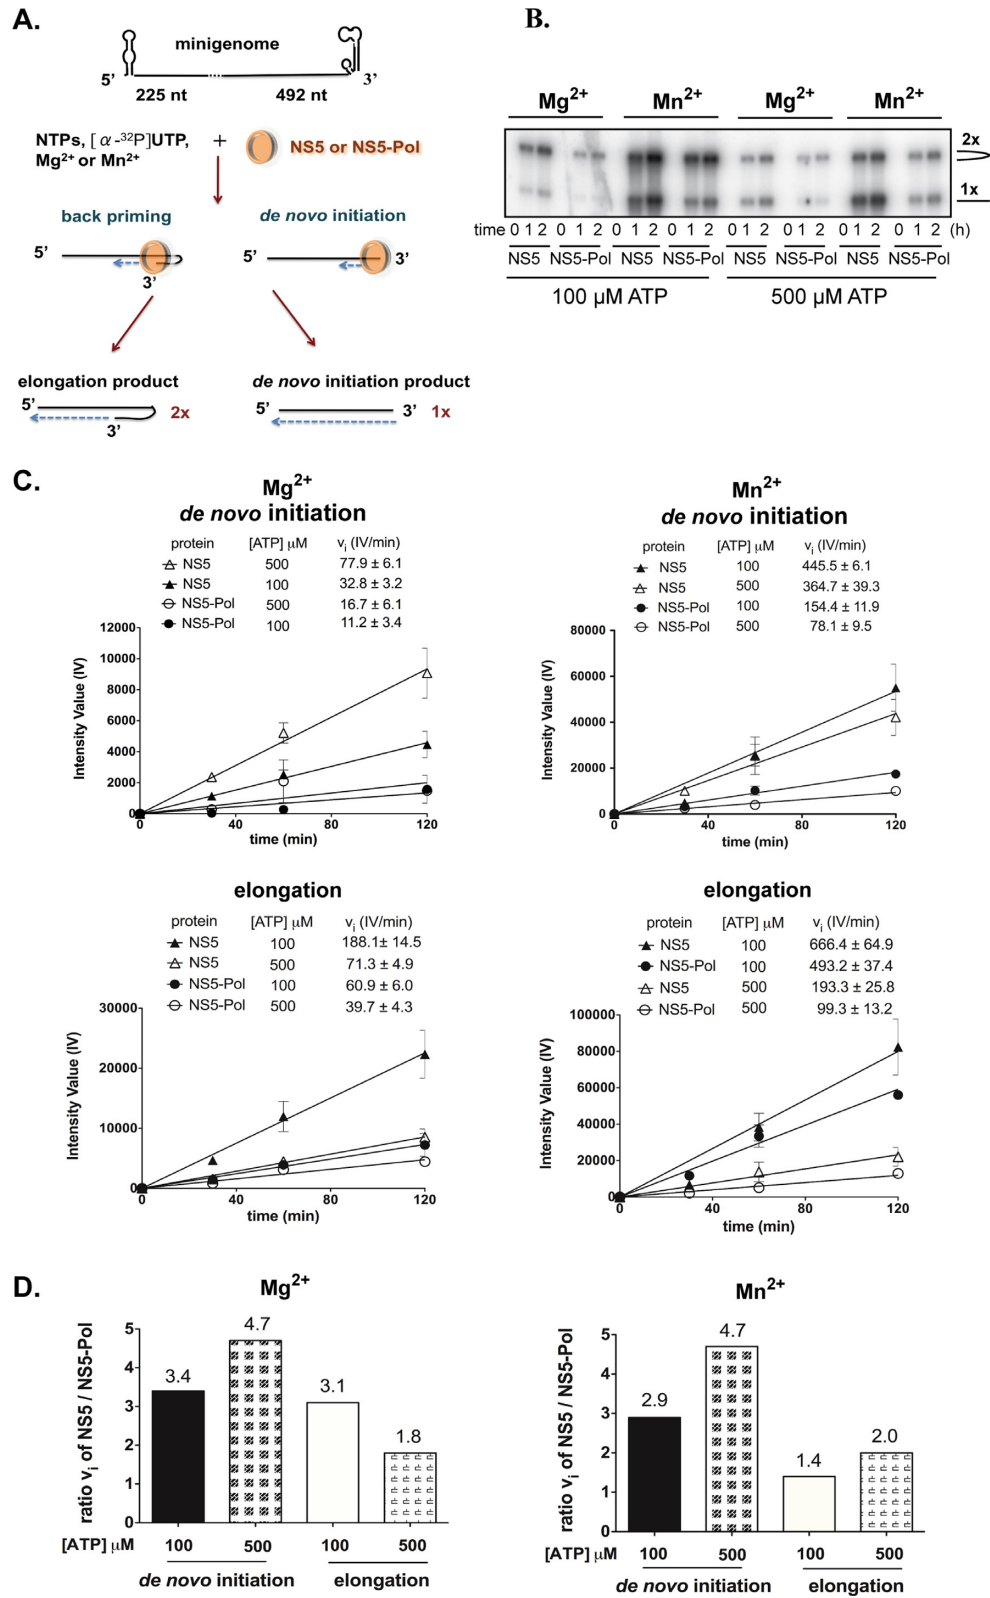 A.
minigenome
5'
3'
225 nt
492 nt
NTPs, [α-³²P]UTP,
Mg²⁺ or Mn²⁺
+
NS5 or NS5-Pol
back priming
de novo initiation
5'
3'
5'
3'
elongation product
5'
3'
2x
de novo initiation product
5'
3'
1x
B.
Mg²⁺ Mn²⁺ Mg²⁺ Mn²⁺
2x
1x
time 0 1 2 0 1 2 0 1 2 0 1 2 0 1 2 0 1 2 0 1 2 0 1 2 (h)
NS5 NS5-Pol NS5 NS5-Pol NS5 NS5-Pol NS5 NS5-Pol
100 µM ATP 500 µM ATP
C.
Mg²⁺
de novo initiation
protein [ATP] µM vi (IV/min)
NS5 500 77.9 ± 6.1
NS5 100 32.8 ± 3.2
NS5-Pol 500 16.7 ± 6.1
NS5-Pol 100 11.2 ± 3.4
Intensity Value (IV)
12000
10000
8000
6000
4000
2000
0
0 40 80 120
time (min)
Mn²⁺
de novo initiation
protein [ATP] µM vi (IV/min)
NS5 100 445.5 ± 6.1
NS5 500 364.7 ± 39.3
NS5-Pol 100 154.4 ± 11.9
NS5-Pol 500 78.1 ± 9.5
Intensity Value (IV)
80000
60000
40000
20000
0
0 40 80 120
time (min)
elongation
protein [ATP] µM vi (IV/min)
NS5 100 188.1± 14.5
NS5 500 71.3 ± 4.9
NS5-Pol 100 60.9 ± 6.0
NS5-Pol 500 39.7 ± 4.3
Intensity Value (IV)
30000
20000
10000
0
0 40 80 120
time (min)
elongation
protein [ATP] µM vi (IV/min)
NS5 100 666.4 ± 64.9
NS5-Pol 100 493.2 ± 37.4
NS5 500 193.3 ± 25.8
NS5-Pol 500 99.3 ± 13.2
Intensity Value (IV)
100000
80000
60000
40000
20000
0
0 40 80 120
time (min)
D.
Mg²⁺
ratio vi of NS5 / NS5-Pol
5
4
3
2
1
0
3.4
4.7
3.1
1.8
[ATP] µM 100 500 100 500
de novo initiation elongation
Mn²⁺
ratio vi of NS5 / NS5-Pol
5
4
3
2
1
0
2.9
4.7
1.4
2.0
[ATP] µM 100 500 100 500
de novo initiation elongation